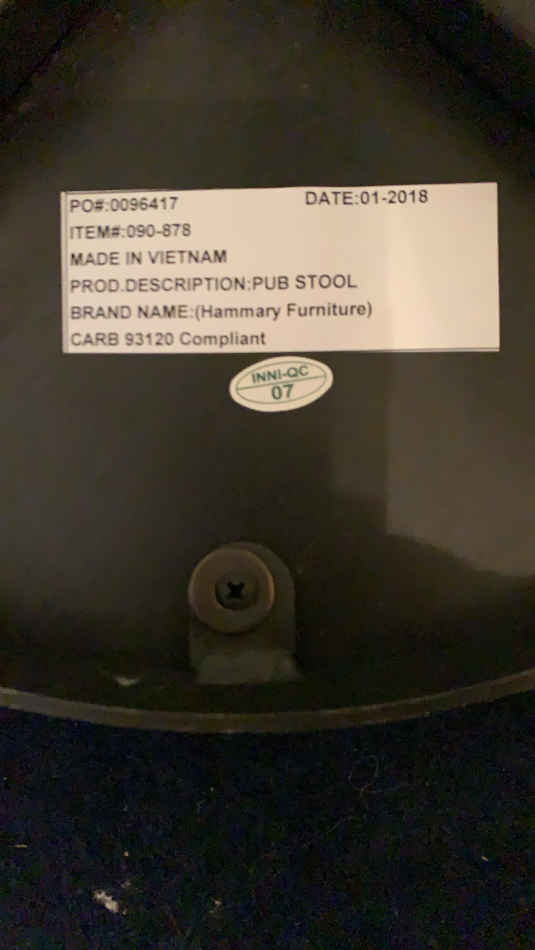 PO#:0096417 DATE:01-2018
ITEM#:090-878
MADE IN VIETNAM
PROD.DESCRIPTION:PUB STOOL
BRAND NAME:(Hammary Furniture)
CARB 93120 Compliant
INNI-QC
07